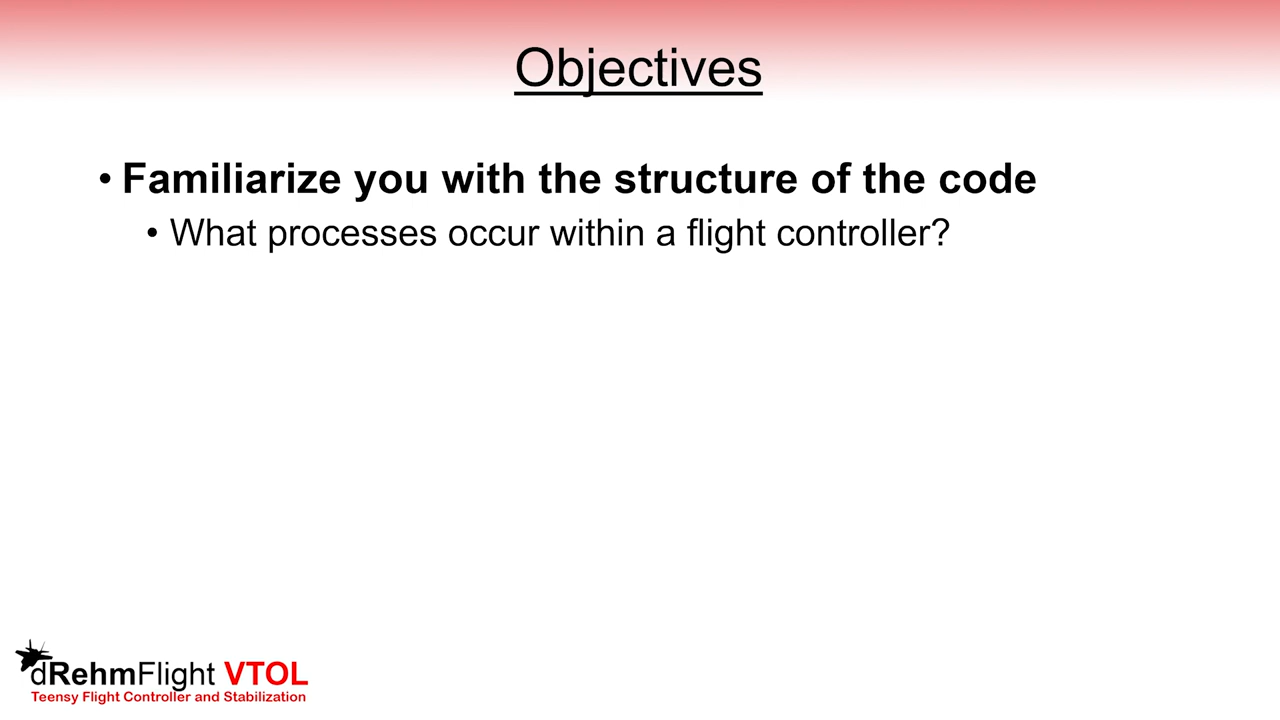 Objectives
• Familiarize you with the structure of the code
• What processes occur within a flight controller?
dRehmFlight VTOL
Teensy Flight Controller and Stabilization